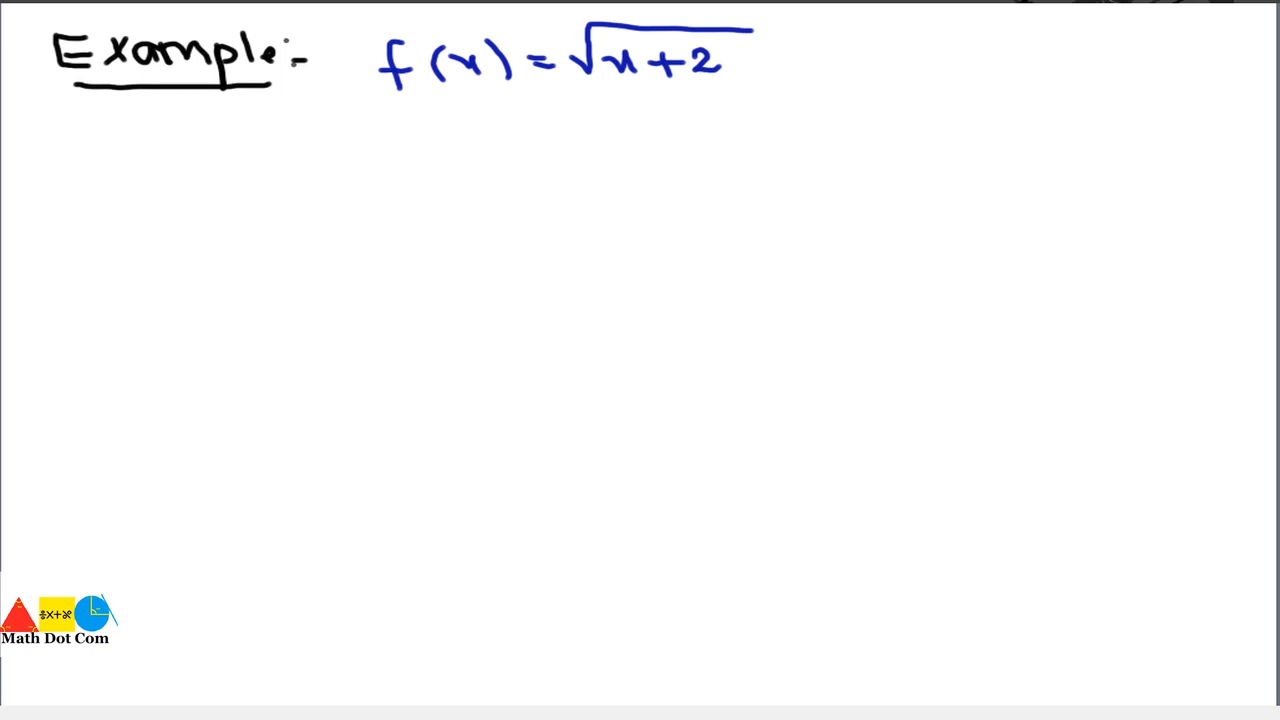 Example:- f(x) = √x+2
÷X+≥º
Math Dot Com